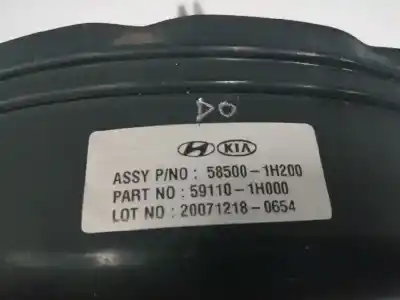 DO
KIA
ASSY P/NO : 58500-1H200
PART NO : 59110-1H000
LOT NO : 20071218-0654